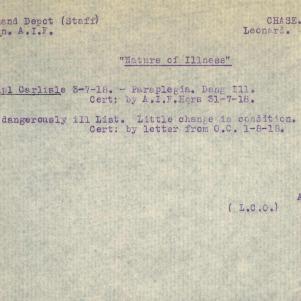 and Depot (Staff) CHASE.
n. A.I.F. Leonard.
"Nature of Illness"
pl Carlisle 3-7-18. - Paraplegia. Dang Ill.
Cert: by A.I.F.Hqrs 31-7-18.
dangerously ill List. Little change in condition.
Cert: by letter from O.C. 1-8-18.
A
(L.C.O.)